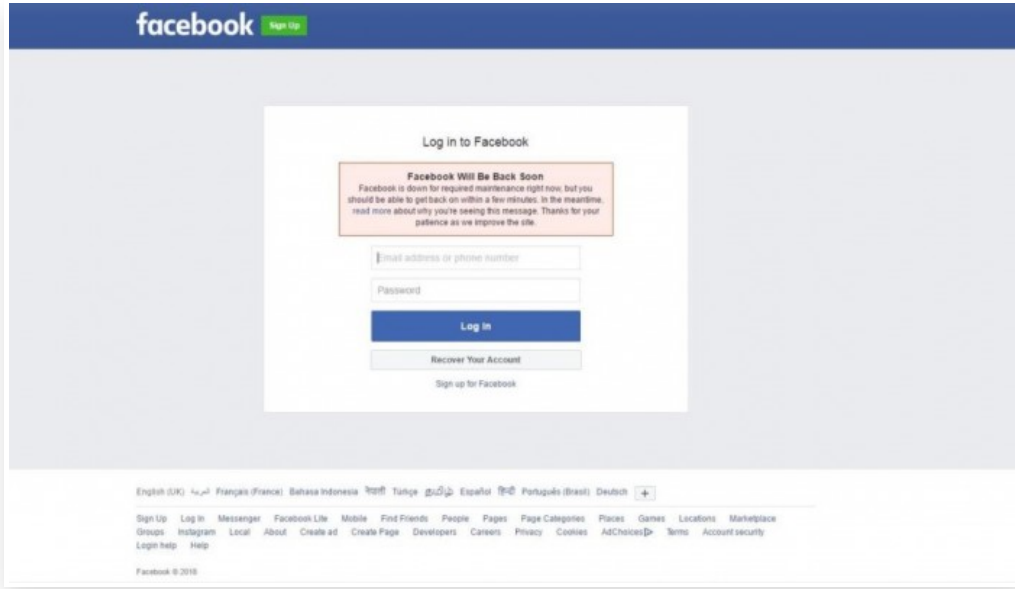 facebook Sign Up
Log in to Facebook
Facebook Will Be Back Soon
Facebook is down for required maintenance right now, but you
should be able to get back on within a few minutes. In the meantime,
read more about why you're seeing this message. Thanks for your
patience as we improve the site.
Email address or phone number
Password
Log In
Recover Your Account
Sign up for Facebook
English (UK) العربية Français (France) Bahasa Indonesia नेपाली Türkçe தமிழ் Español हिन्दी Português (Brasil) Deutsch +
Sign Up Log In Messenger Facebook Lite Mobile Find Friends People Pages Page Categories Places Games Locations Marketplace
Groups Instagram Local About Create ad Create Page Developers Careers Privacy Cookies AdChoices Terms Account security
Login help Help
Facebook © 2018